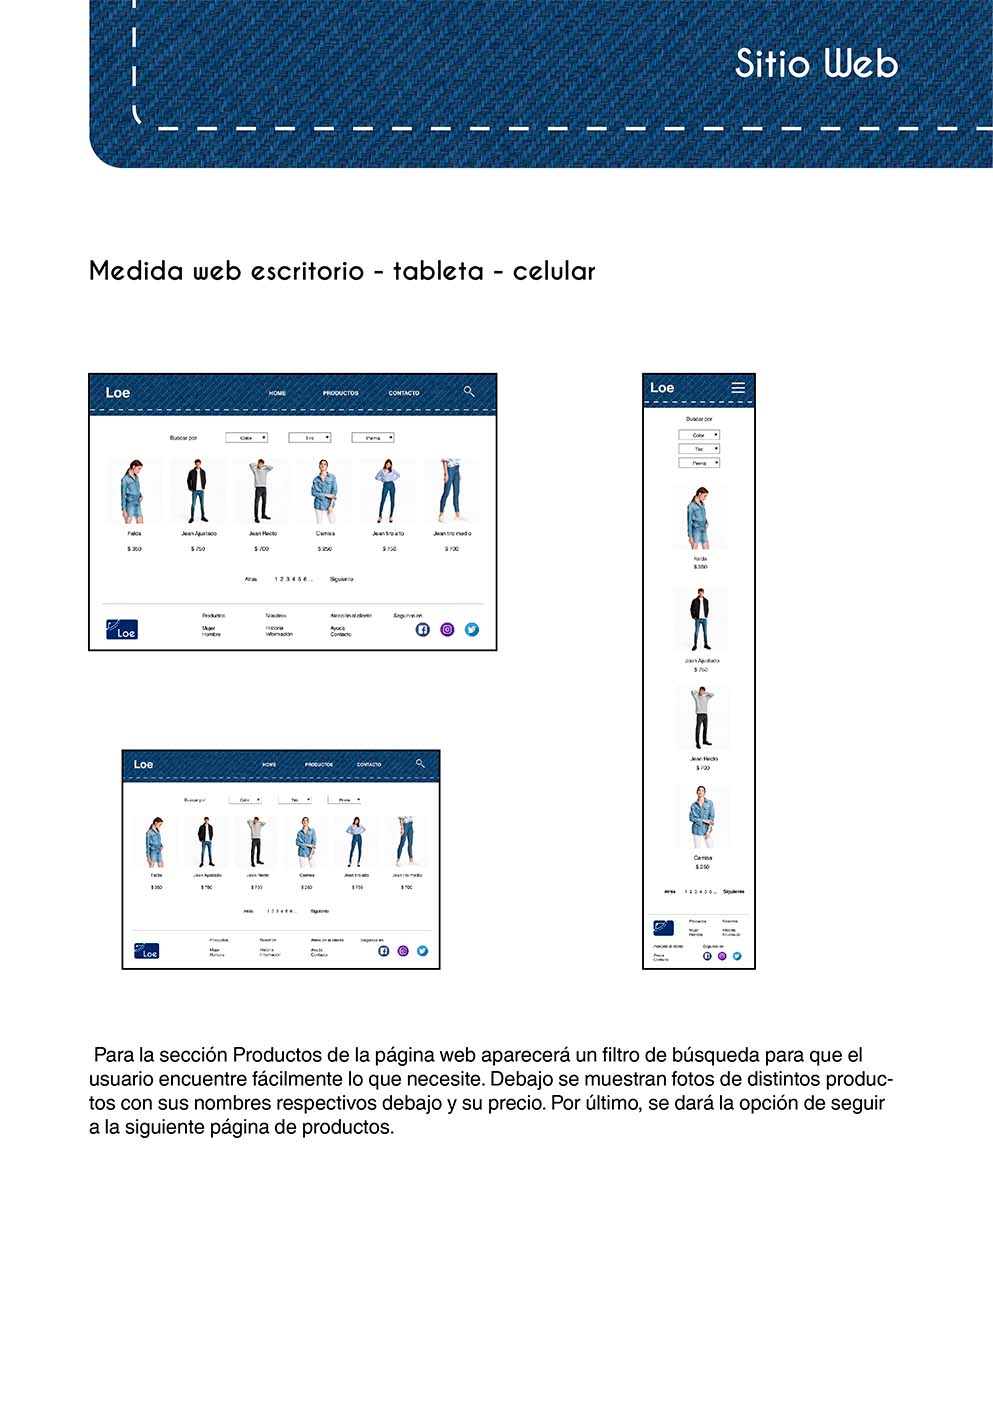 Sitio Web
Medida web escritorio - tableta - celular
Loe HOME PRODUCTOS CONTACTO
Buscar por Color Tiro Pierna
Falda Jean Ajustado Jean Recto Camisa Jean tiro alto Jean tiro medio
$ 350 $ 750 $ 700 $ 250 $ 750 $ 700
Atrás 1 2 3 4 5 6 ... Siguiente
Productos Nosotros Atención al cliente Seguinos en
Mujer Historia Ayuda
Hombre Información Contacto
Loe
Loe
Buscar por
Color
Tiro
Pierna
Falda
$ 350
Jean Ajustado
$ 750
Jean Recto
$ 700
Camisa
$ 250
Atrás 1 2 3 4 5 6 ... Siguiente
Productos Nosotros
Mujer Historia
Hombre Información
Atención al cliente Seguinos en
Ayuda
Contacto
Loe HOME PRODUCTOS CONTACTO
Buscar por Color Tiro Pierna
Falda Jean Ajustado Jean Recto Camisa Jean tiro alto Jean tiro medio
$ 350 $ 750 $ 700 $ 250 $ 750 $ 700
Atrás 1 2 3 4 5 6 ... Siguiente
Productos Nosotros Atención al cliente Seguinos en
Mujer Historia Ayuda
Hombre Información Contacto
Loe
Para la sección Productos de la página web aparecerá un filtro de búsqueda para que el
usuario encuentre fácilmente lo que necesite. Debajo se muestran fotos de distintos produc-
tos con sus nombres respectivos debajo y su precio. Por último, se dará la opción de seguir
a la siguiente página de productos.